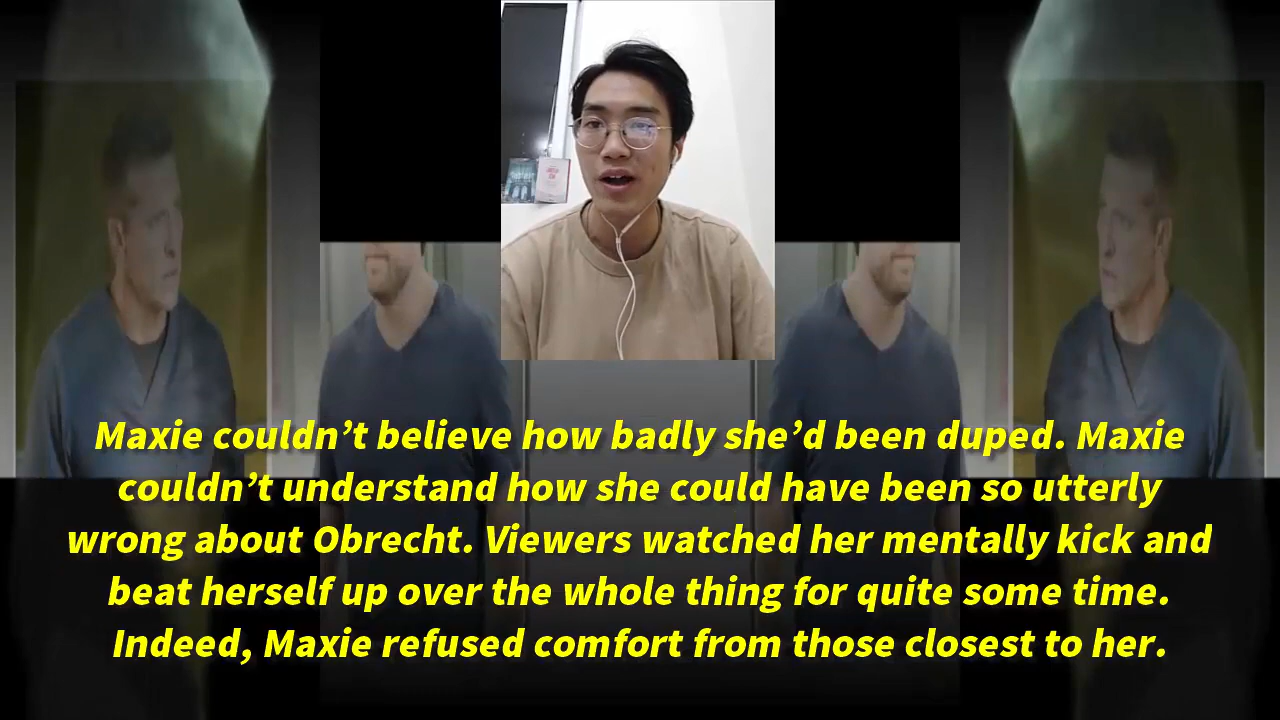 Maxie couldn’t believe how badly she’d been duped. Maxie
couldn’t understand how she could have been so utterly
wrong about Obrecht. Viewers watched her mentally kick and
beat herself up over the whole thing for quite some time.
Indeed, Maxie refused comfort from those closest to her.